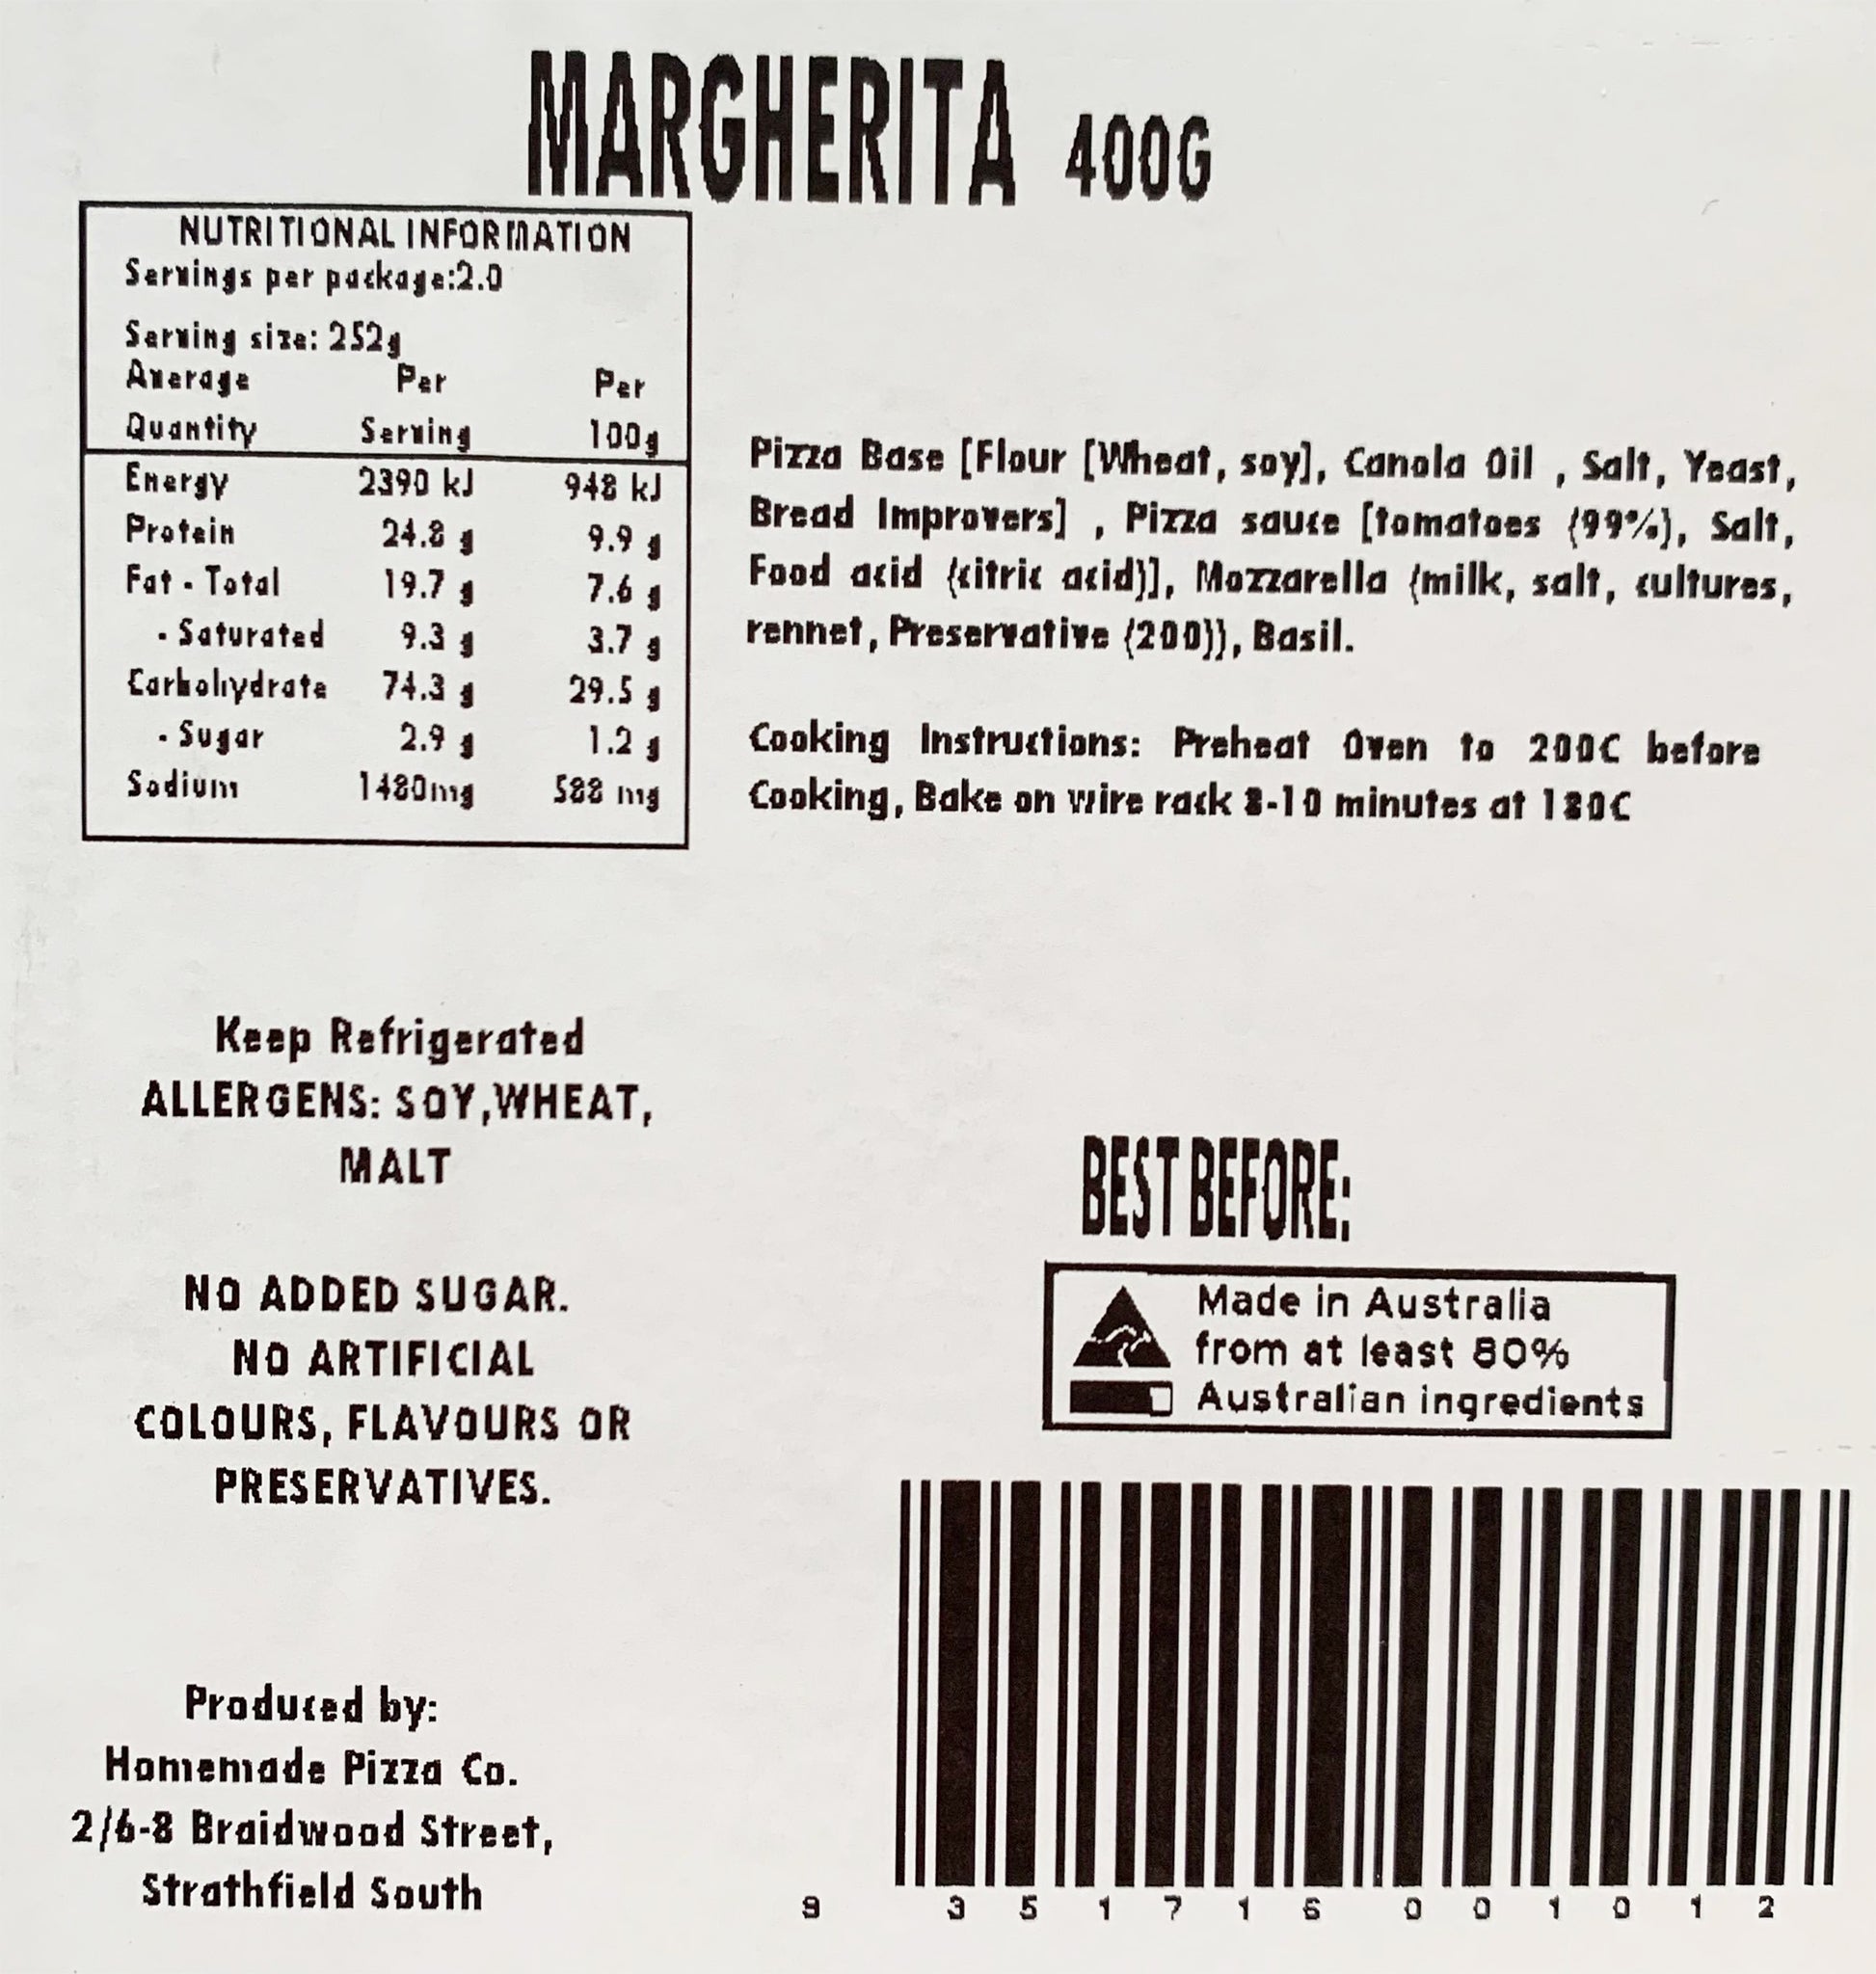 MARGHERITA 400G
NUTRITIONAL INFORMATION
Servings per package:2.0
Serving size: 252g
Average Per Per
Quantity Serving 100g
Energy 2390 kJ 948 kJ
Protein 24.8 g 9.9 g
Fat - Total 19.7 g 7.6 g
- Saturated 9.3 g 3.7 g
Carbohydrate 74.3 g 29.5 g
- Sugar 2.9 g 1.2 g
Sodium 1480mg 588 mg
Pizza Base [Flour [Wheat, soy], Canola Oil , Salt, Yeast,
Bread Improvers] , Pizza sauce [tomatoes (99%), Salt,
Food acid (citric acid)], Mozzarella (milk, salt, cultures,
rennet, Preservative (200)), Basil.
Cooking Instructions: Preheat Oven to 200C before
Cooking, Bake on wire rack 8-10 minutes at 180C
Keep Refrigerated
ALLERGENS: SOY,WHEAT,
MALT
NO ADDED SUGAR.
NO ARTIFICIAL
COLOURS, FLAVOURS OR
PRESERVATIVES.
BEST BEFORE:
Made in Australia
from at least 80%
Australian ingredients
Produced by:
Homemade Pizza Co.
2/6-8 Braidwood Street,
Strathfield South
9 351716 001012